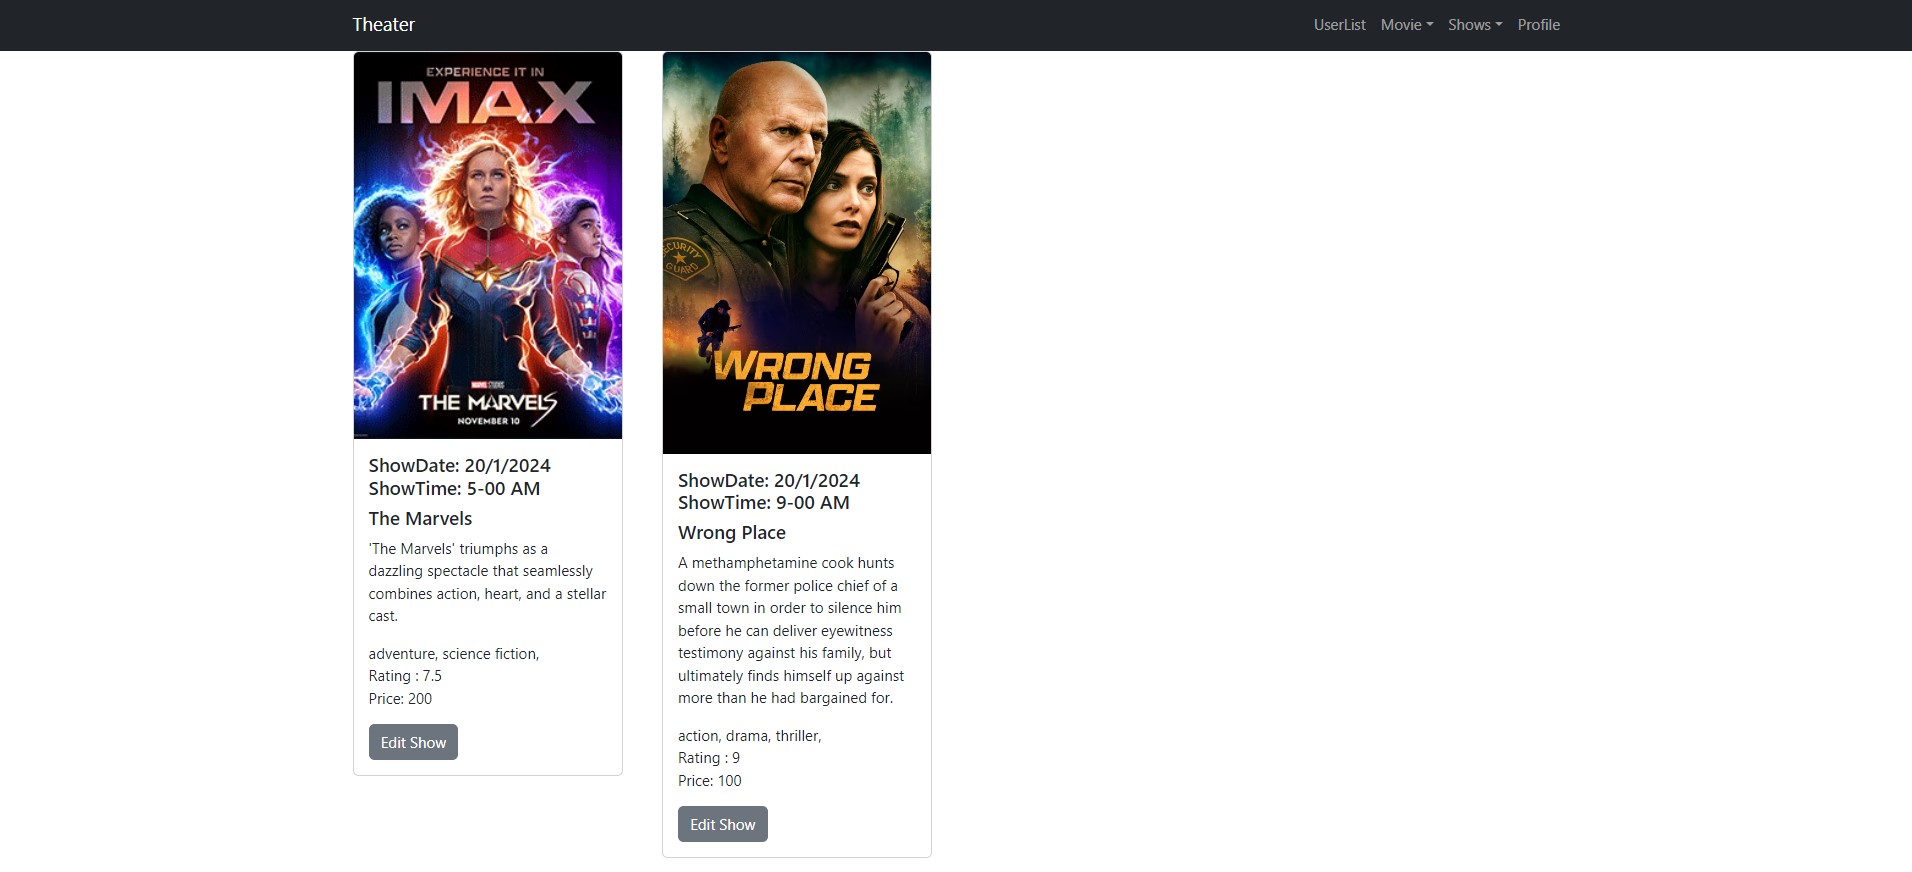 Theater
UserList Movie Shows Profile
EXPERIENCE IT IN
IMAX
MARVEL STUDIOS
THE MARVELS
NOVEMBER 10
ShowDate: 20/1/2024
ShowTime: 5-00 AM
The Marvels
'The Marvels' triumphs as a
dazzling spectacle that seamlessly
combines action, heart, and a stellar
cast.
adventure, science fiction,
Rating : 7.5
Price: 200
Edit Show
SECURITY
GUARD
WRONG
PLACE
ShowDate: 20/1/2024
ShowTime: 9-00 AM
Wrong Place
A methamphetamine cook hunts
down the former police chief of a
small town in order to silence him
before he can deliver eyewitness
testimony against his family, but
ultimately finds himself up against
more than he had bargained for.
action, drama, thriller,
Rating : 9
Price: 100
Edit Show